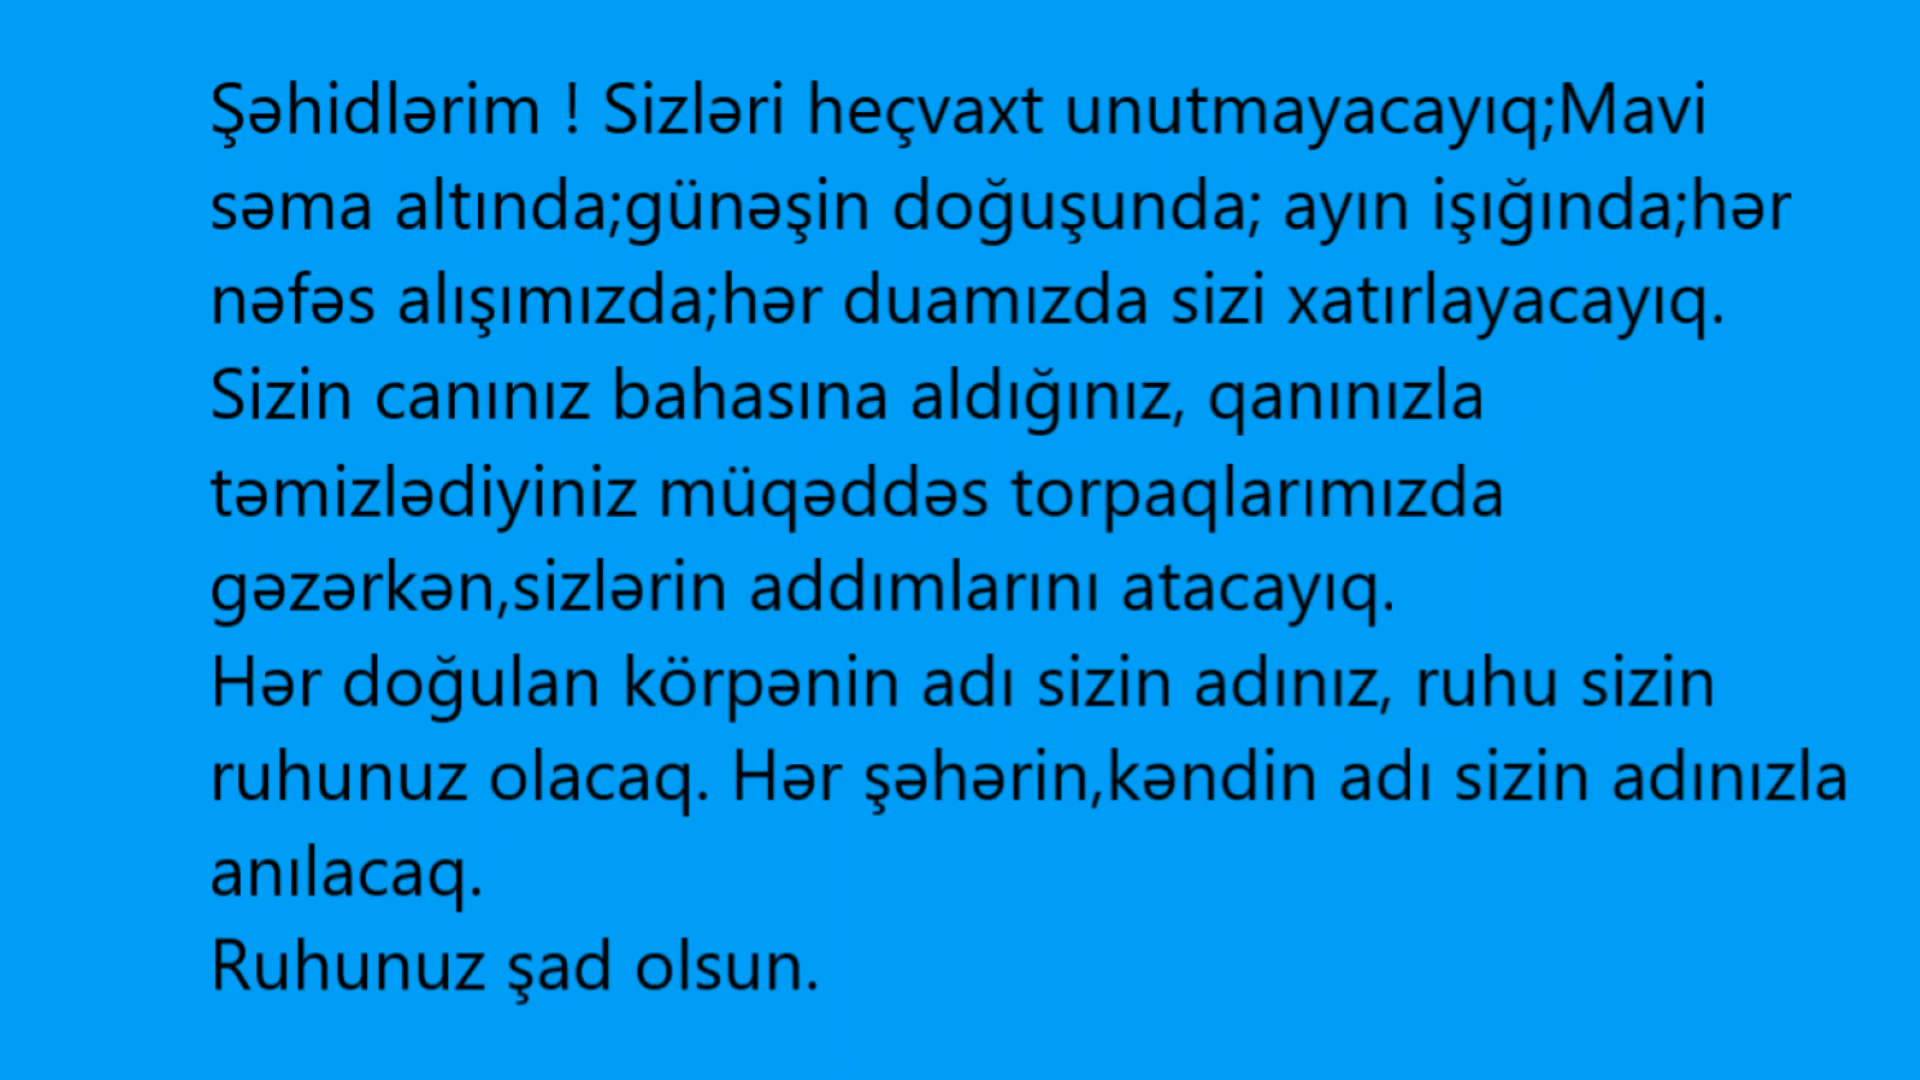 Şəhidlərim ! Sizləri heçvaxt unutmayacayıq;Mavi
səma altında;günəşin doğuşunda; ayın işığında;hər
nəfəs alışımızda;hər duamızda sizi xatırlayacayıq.
Sizin canınız bahasına aldığınız, qanınızla
təmizlədiyiniz müqəddəs torpaqlarımızda
gəzərkən,sizlərin addımlarını atacayıq.
Hər doğulan körpənin adı sizin adınız, ruhu sizin
ruhunuz olacaq. Hər şəhərin,kəndin adı sizin adınızla
anılacaq.
Ruhunuz şad olsun.